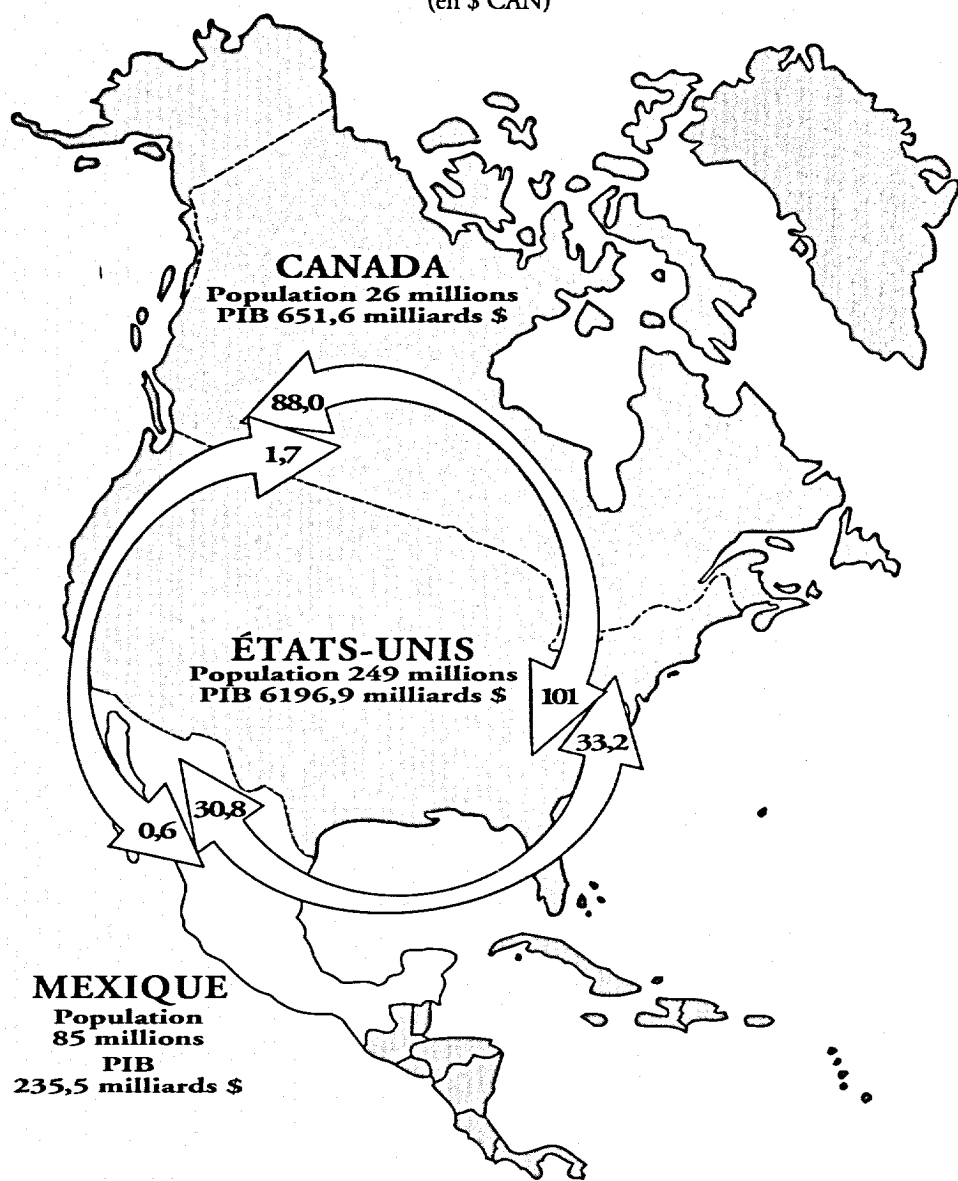 (en $ CAN)
CANADA
Population 26 millions
PIB 651,6 milliards $
88,0
1,7
ÉTATS-UNIS
Population 249 millions
PIB 6196,9 milliards $
101
33,2
30,8
0,6
MEXIQUE
Population
85 millions
PIB
235,5 milliards $